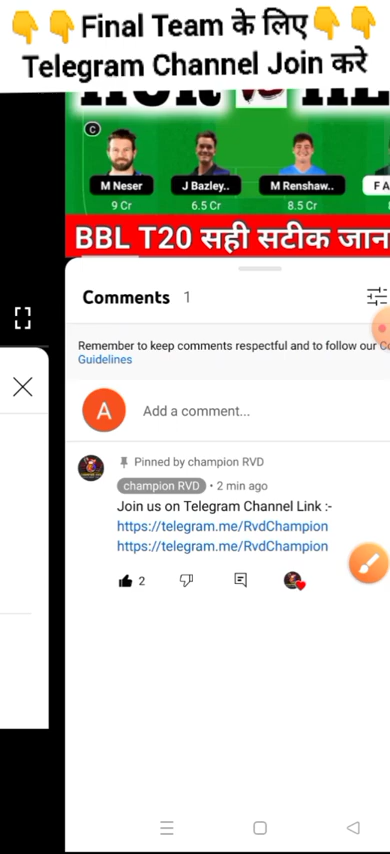 👇👇Final Team के लिए👇👇
Telegram Channel Join करे
C
M Neser
J Bazley..
M Renshaw..
9 Cr
6.5 Cr
8.5 Cr
BBL T20 सही सटीक जान
Comments 1
Remember to keep comments respectful and to follow our
Guidelines
A
Add a comment...
Pinned by champion RVD
champion RVD • 2 min ago
Join us on Telegram Channel Link :-
https://telegram.me/RvdChampion
https://telegram.me/RvdChampion
2